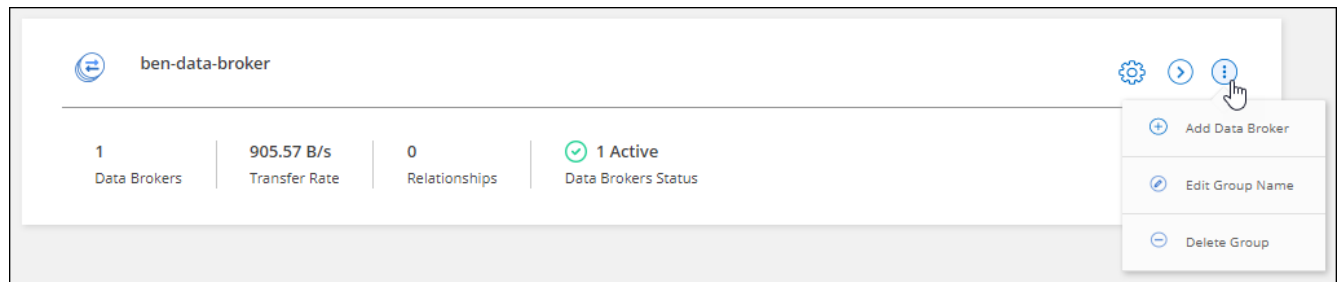 ben-data-broker
1 905.57 B/s 0 1 Active
Data Brokers Transfer Rate Relationships Data Brokers Status
Add Data Broker
Edit Group Name
Delete Group